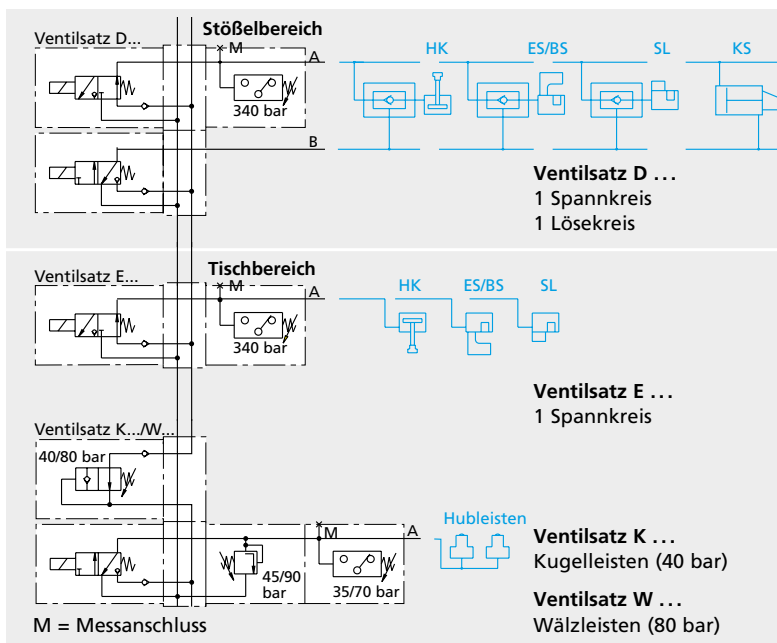 Ventilsatz D...
Stößelbereich
M
A
HK
ES/BS
SL
KS
340 bar
B
Ventilsatz D ...
1 Spannkreis
1 Lösekreis
Ventilsatz E...
Tischbereich
M
A
HK
ES/BS
SL
340 bar
Ventilsatz E ...
1 Spannkreis
Ventilsatz K.../W...
40/80 bar
M
A
Hubleisten
45/90
bar
35/70 bar
Ventilsatz K ...
Kugelleisten (40 bar)
Ventilsatz W ...
Wälzleisten (80 bar)
M = Messanschluss